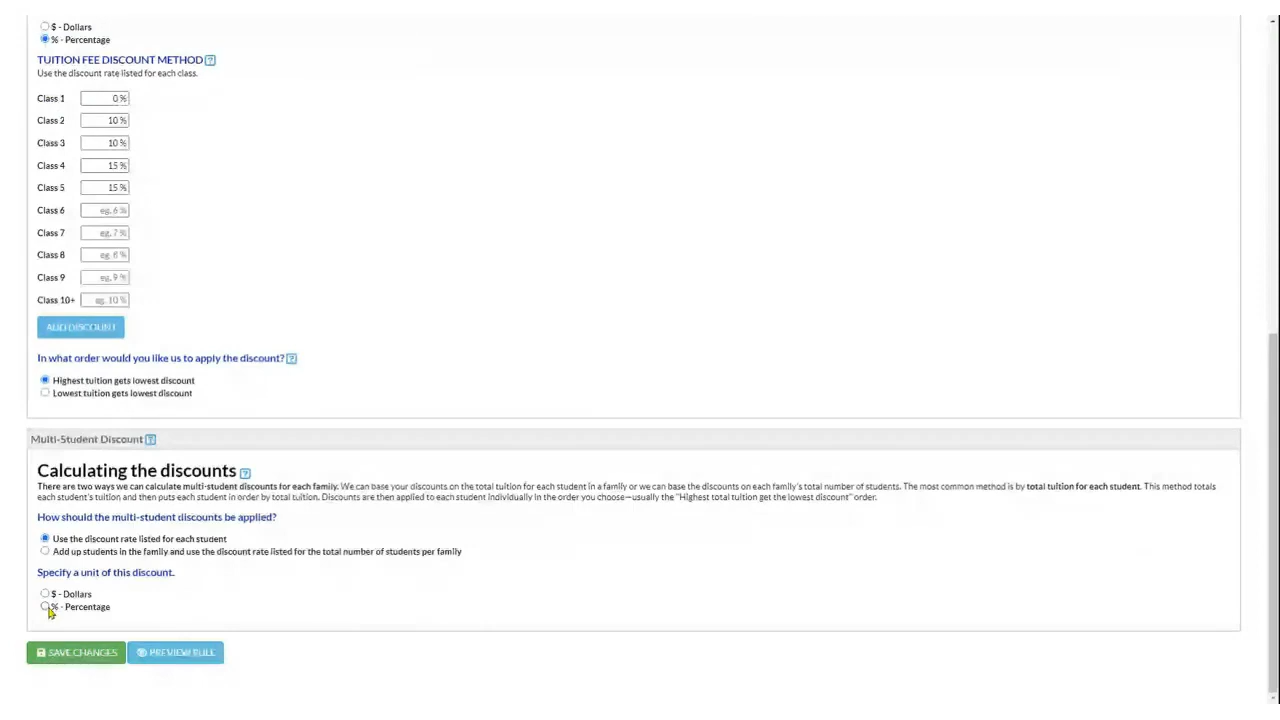 $ - Dollars
% - Percentage
TUITION FEE DISCOUNT METHOD ?
Use the discount rate listed for each class.
Class 1 0 %
Class 2 10 %
Class 3 10 %
Class 4 15 %
Class 5 15 %
Class 6 eg. 6 %
Class 7 eg. 7 %
Class 8 eg. 8 %
Class 9 eg. 9 %
Class 10+ eg. 10 %
ADD DISCOUNT
In what order would you like us to apply the discount? ?
Highest tuition gets lowest discount
Lowest tuition gets lowest discount
Multi-Student Discount ?
Calculating the discounts ?
There are two ways we can calculate multi-student discounts for each family. We can base your discounts on the total tuition for each student in a family or we can base the discounts on each family's total number of students. The most common method is by total tuition for each student. This method totals
each student's tuition and then puts each student in order by total tuition. Discounts are then applied to each student individually in the order you choose—usually the "Highest total tuition get the lowest discount" order.
How should the multi-student discounts be applied?
Use the discount rate listed for each student
Add up students in the family and use the discount rate listed for the total number of students per family
Specify a unit of this discount.
$ - Dollars
% - Percentage
SAVE CHANGES PREVIEW RULE